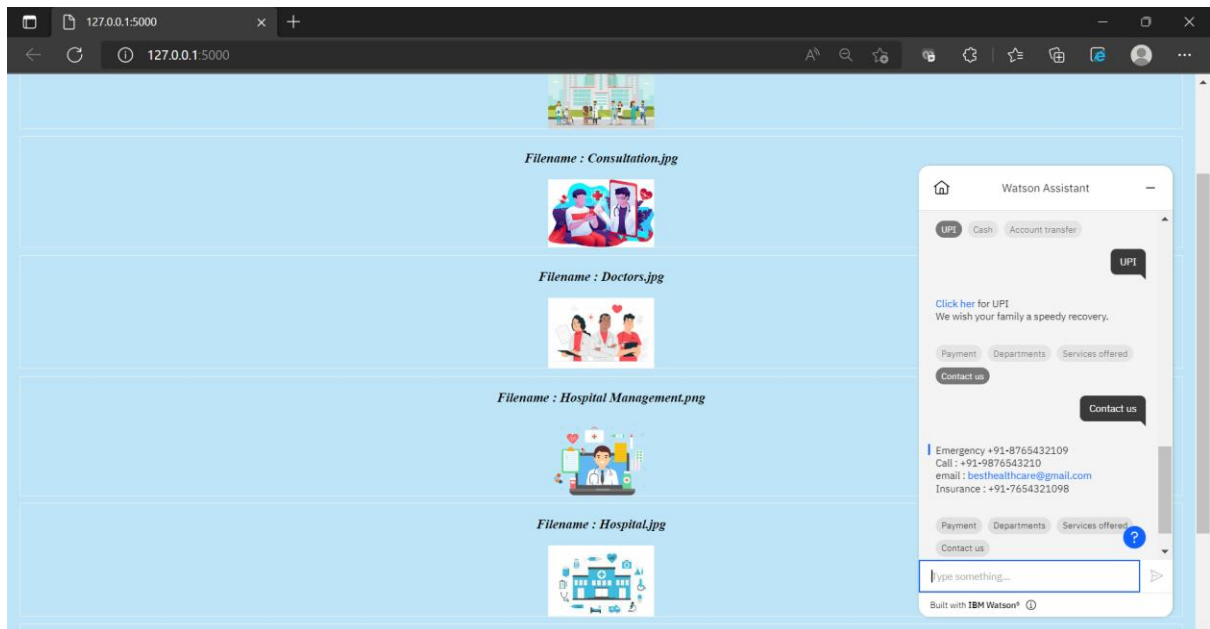 127.0.0.1:5000
127.0.0.1:5000
Filename : Consultation.jpg
Filename : Doctors.jpg
Filename : Hospital Management.png
Filename : Hospital.jpg
Watson Assistant
UPI Cash Account transfer
UPI
Click her for UPI
We wish your family a speedy recovery.
Payment Departments Services offered
Contact us
Contact us
Emergency +91-8765432109
Call : +91-9876543210
email : besthealthcare@gmail.com
Insurance : +91-7654321098
Payment Departments Services offered
Contact us
?
Type something...
Built with IBM Watson®